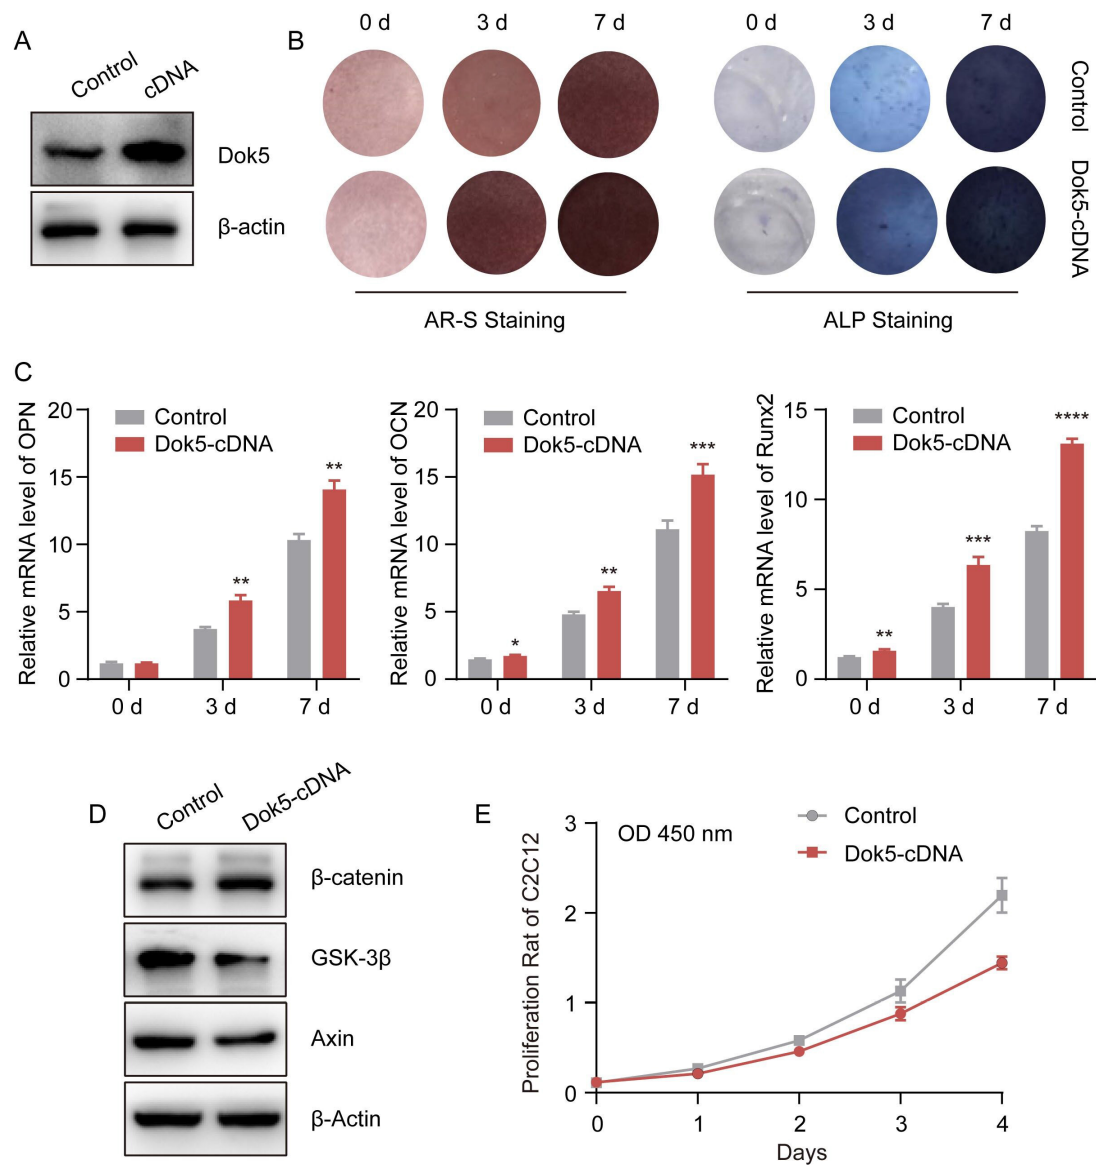 A
Control
cDNA
Dok5
β-actin
B
0 d 3 d 7 d 0 d 3 d 7 d
Control
Dok5-cDNA
AR-S Staining
ALP Staining
C
Relative mRNA level of OPN
20
15
10
5
0
Control
Dok5-cDNA
**
**
0 d 3 d 7 d
Relative mRNA level of OCN
20
15
10
5
0
Control
Dok5-cDNA
*
**
***
0 d 3 d 7 d
Relative mRNA level of Runx2
15
10
5
0
Control
Dok5-cDNA
**
***
****
0 d 3 d 7 d
D
Control
Dok5-cDNA
β-catenin
GSK-3β
Axin
β-Actin
E
Proliferation Rat of C2C12
3
2
1
0
OD 450 nm
Control
Dok5-cDNA
0 1 2 3 4
Days